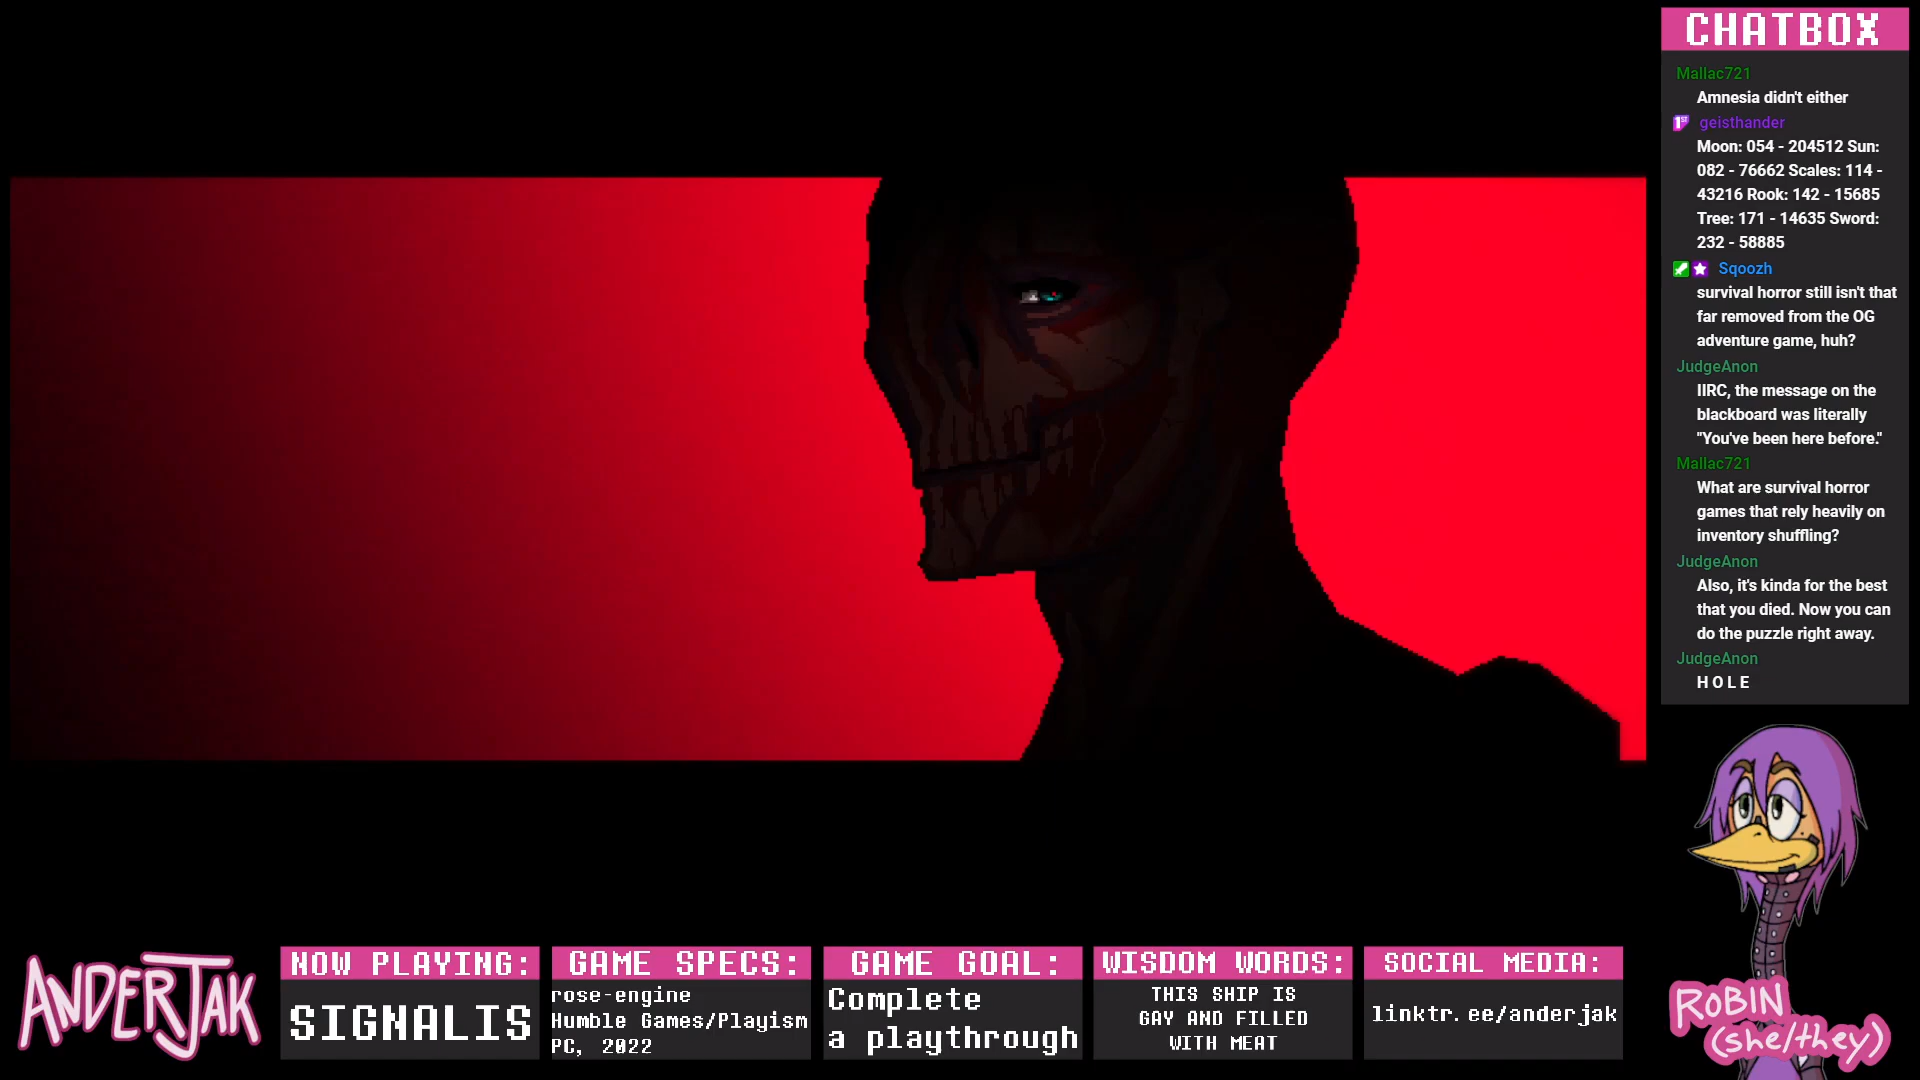 CHATBOX
Mallac721
Amnesia didn't either
geisthander
Moon: 054 - 204512 Sun:
082 - 76662 Scales: 114 -
43216 Rook: 142 - 15685
Tree: 171 - 14635 Sword:
232 - 58885
Sqoozh
survival horror still isn't that
far removed from the OG
adventure game, huh?
JudgeAnon
IIRC, the message on the
blackboard was literally
"You've been here before."
Mallac721
What are survival horror
games that rely heavily on
inventory shuffling?
JudgeAnon
Also, it's kinda for the best
that you died. Now you can
do the puzzle right away.
JudgeAnon
H O L E
ANDERJAK
NOW PLAYING:
SIGNALIS
GAME SPECS:
rose-engine
Humble Games/Playism
PC, 2022
GAME GOAL:
Complete
a playthrough
WISDOM WORDS:
THIS SHIP IS
GAY AND FILLED
WITH MEAT
SOCIAL MEDIA:
linktr.ee/anderjak
ROBIN
(she/they)